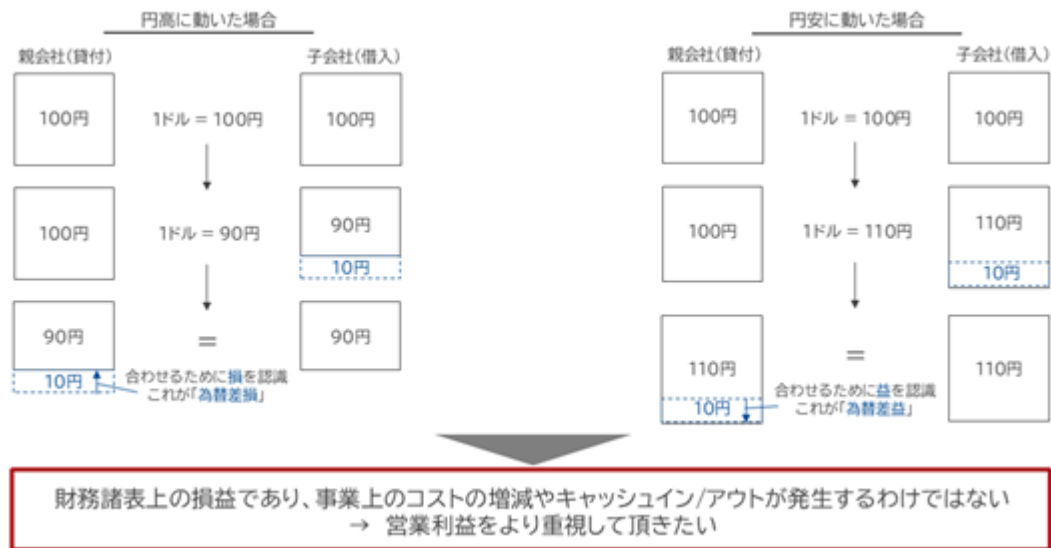 円高に動いた場合
親会社(貸付)
子会社(借入)
100円
1ドル = 100円
100円
100円
1ドル = 90円
90円
10円
90円
=
90円
10円
合わせるために損を認識
これが「為替差損」
円安に動いた場合
親会社(貸付)
子会社(借入)
100円
1ドル = 100円
100円
100円
1ドル = 110円
110円
10円
110円
=
110円
10円
合わせるために益を認識
これが「為替差益」
財務諸表上の損益であり、事業上のコストの増減やキャッシュイン/アウトが発生するわけではない
→ 営業利益をより重視して頂きたい